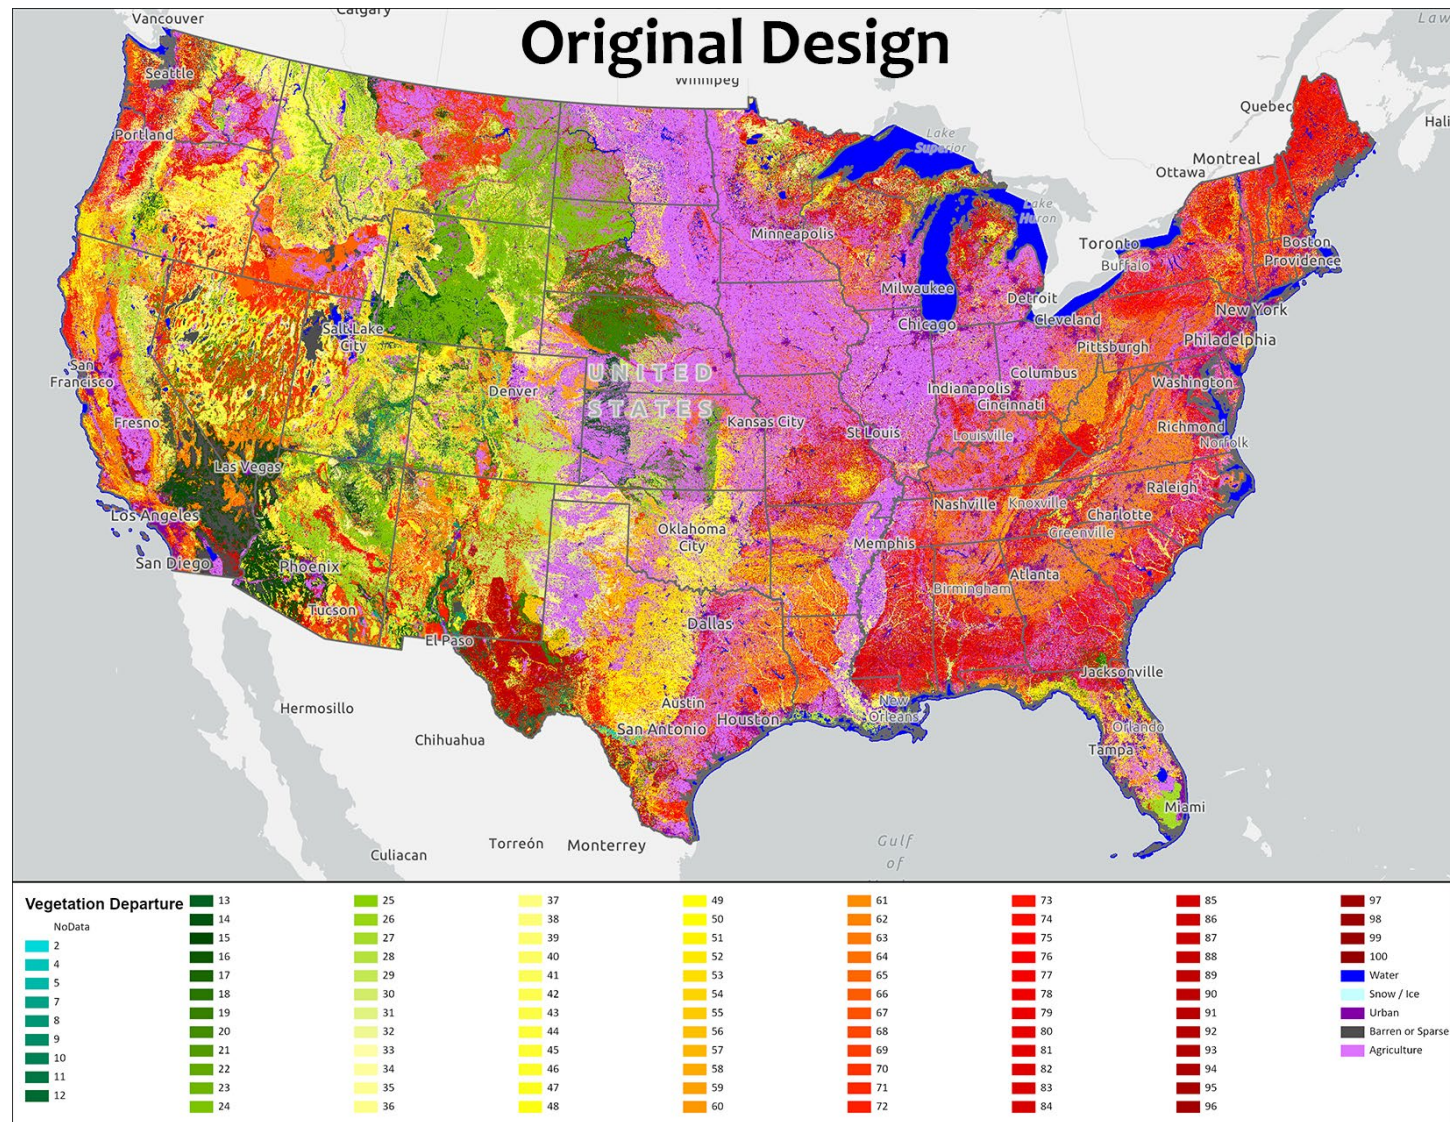 Original Design
Vancouver
Calgary
Winnipeg
Seattle
Portland
Lake
Superior
Quebec
Montreal
Ottawa
Lake
Huron
Minneapolis
Toronto
Buffalo
Boston
Providence
Milwaukee
Detroit
Chicago
Cleveland
New York
Salt Lake
City
Pittsburgh
Philadelphia
San
Francisco
UNITED
STATES
Denver
Columbus
Indianapolis
Cincinnati
Washington
Fresno
Kansas City
St Louis
Louisville
Richmond
Norfolk
Las Vegas
Raleigh
Nashville
Knoxville
Charlotte
Greenville
Los Angeles
Oklahoma
City
Memphis
San Diego
Phoenix
Atlanta
Birmingham
Tucson
Dallas
El Paso
Jacksonville
Hermosillo
Austin
New
Orleans
Houston
San Antonio
Orlando
Tampa
Chihuahua
Miami
Torreón
Monterrey
Culiacan
Gulf
of
Vegetation Departure
NoData
2
4
5
7
8
9
10
11
12
13
14
15
16
17
18
19
20
21
22
23
24
25
26
27
28
29
30
31
32
33
34
35
36
37
38
39
40
41
42
43
44
45
46
47
48
49
50
51
52
53
54
55
56
57
58
59
60
61
62
63
64
65
66
67
68
69
70
71
72
73
74
75
76
77
78
79
80
81
82
83
84
85
86
87
88
89
90
91
92
93
94
95
96
97
98
99
100
Water
Snow / Ice
Urban
Barren or Sparse
Agriculture